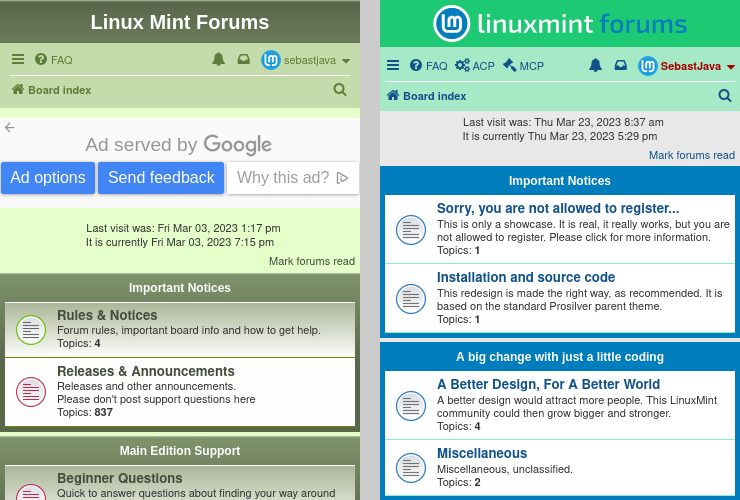 Linux Mint Forums
FAQ
sebastjava
Board index
Ad served by Google
Ad options
Send feedback
Why this ad?
Last visit was: Fri Mar 03, 2023 1:17 pm
It is currently Fri Mar 03, 2023 7:15 pm
Mark forums read
Important Notices
Rules & Notices
Forum rules, important board info and how to get help.
Topics: 4
Releases & Announcements
Releases and other announcements.
Please don't post support questions here
Topics: 837
Main Edition Support
Beginner Questions
Quick to answer questions about finding your way around
linuxmint forums
FAQ ACP MCP
SebastJava
Board index
Last visit was: Thu Mar 23, 2023 8:37 am
It is currently Thu Mar 23, 2023 5:29 pm
Mark forums read
Important Notices
Sorry, you are not allowed to register...
This is only a showcase. It is real, it really works, but you are
not allowed to register. Please click for more information.
Topics: 1
Installation and source code
This redesign is made the right way, as recommended. It is
based on the standard Prosilver parent theme.
Topics: 1
A big change with just a little coding
A Better Design, For A Better World
A better design would attract more people. This LinuxMint
community could then grow bigger and stronger.
Topics: 4
Miscellaneous
Miscellaneous, unclassified.
Topics: 2